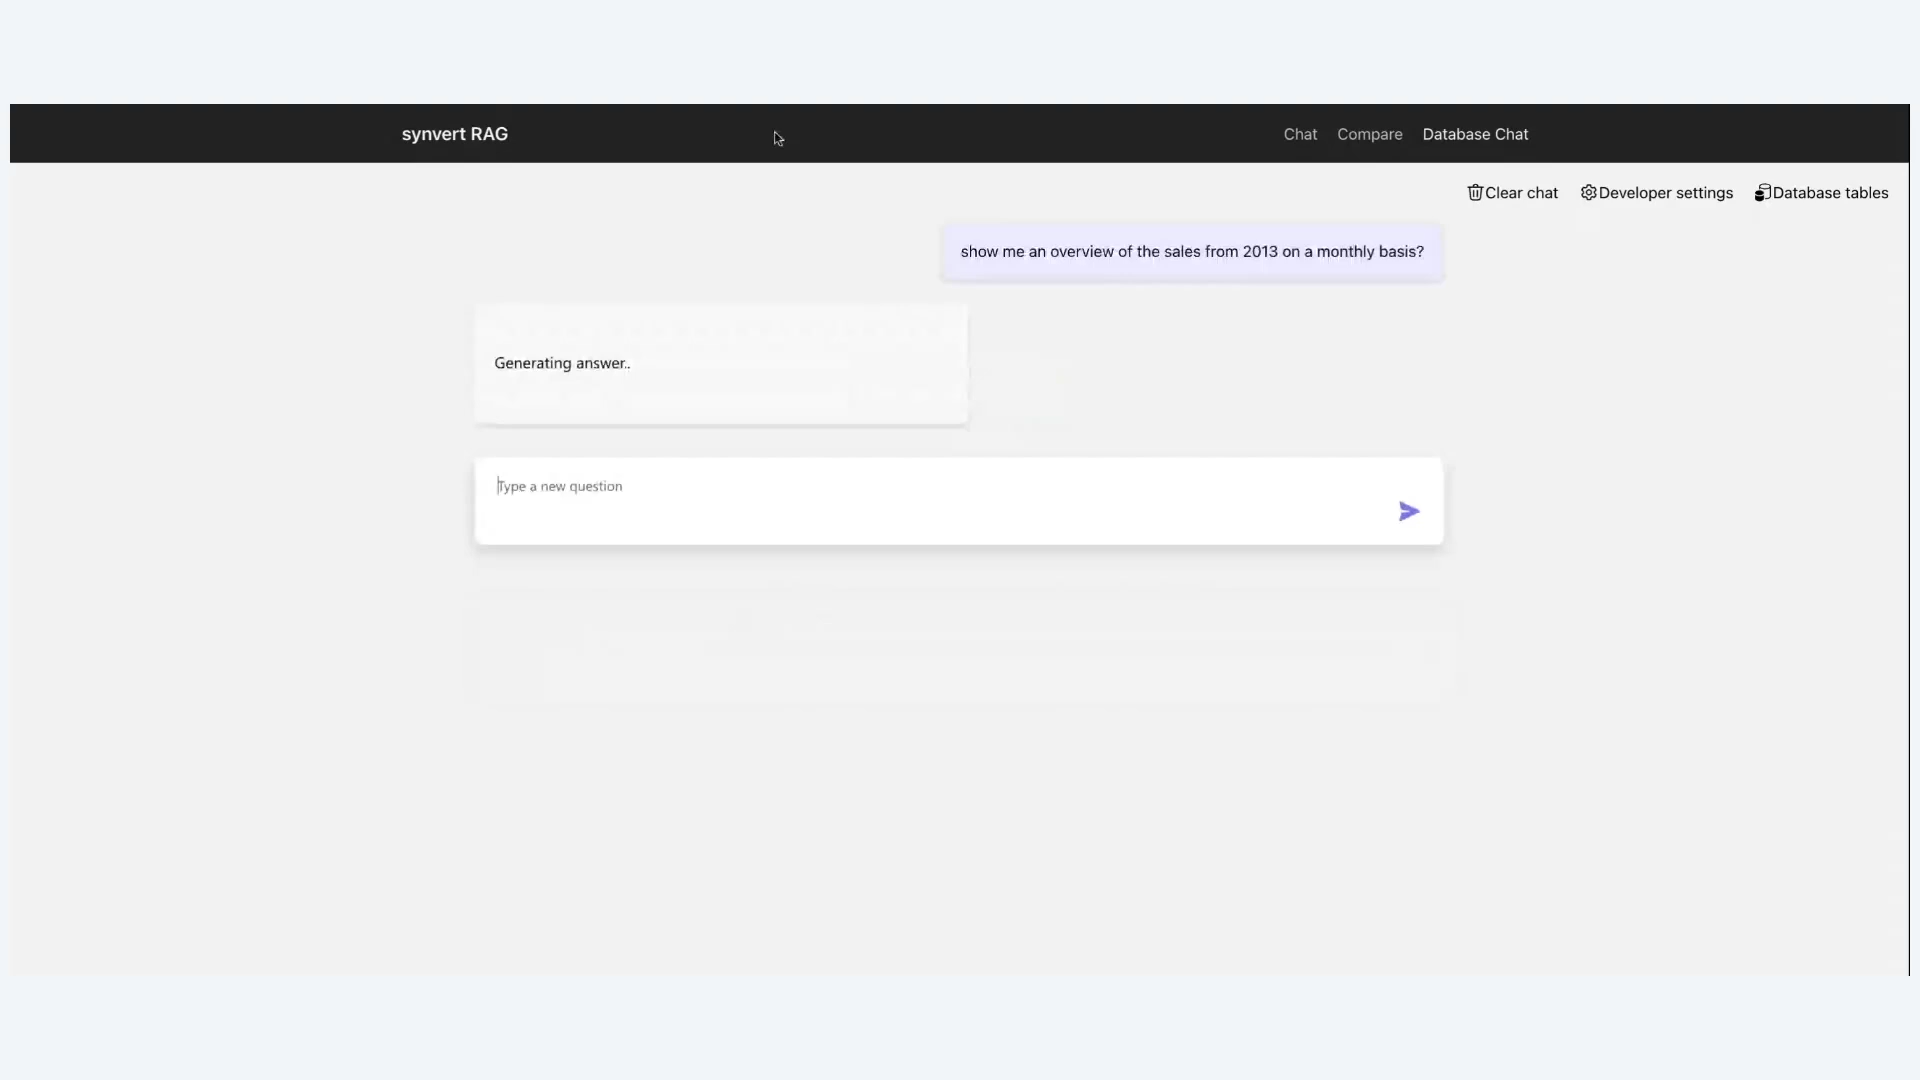 synvert RAG
Chat Compare Database Chat
Clear chat Developer settings Database tables
show me an overview of the sales from 2013 on a monthly basis?
Generating answer..
Type a new question